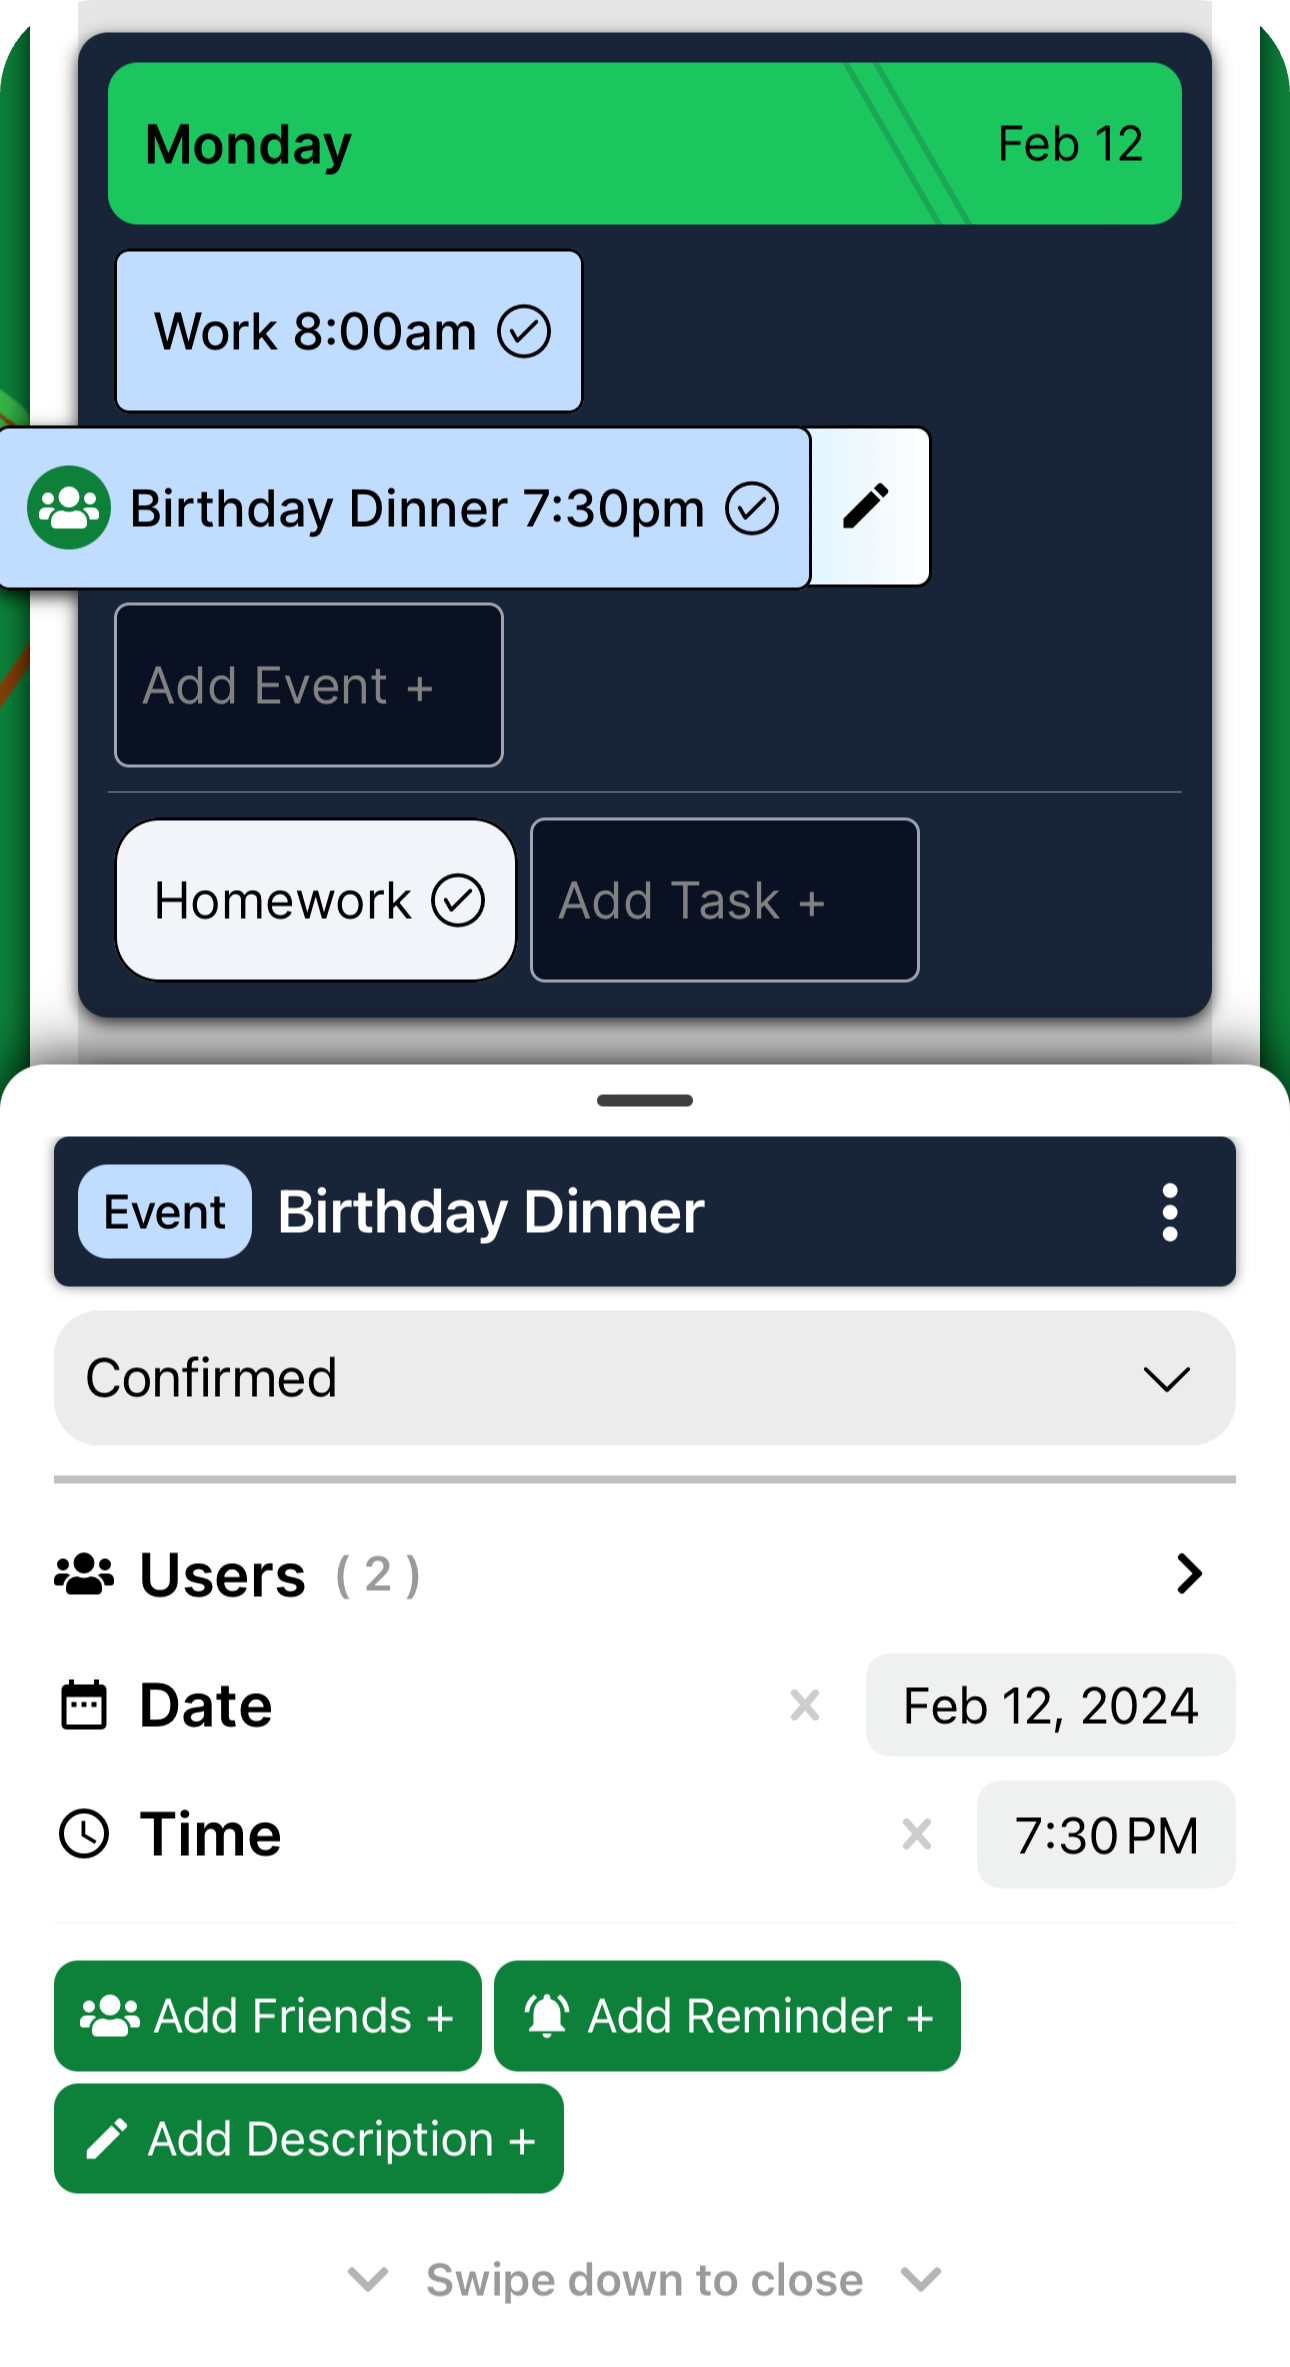 Monday Feb 12
Work 8:00am
Birthday Dinner 7:30pm
Add Event +
Homework
Add Task +
Event Birthday Dinner
Confirmed
Users ( 2 )
Date Feb 12, 2024
Time 7:30 PM
Add Friends +
Add Reminder +
Add Description +
Swipe down to close